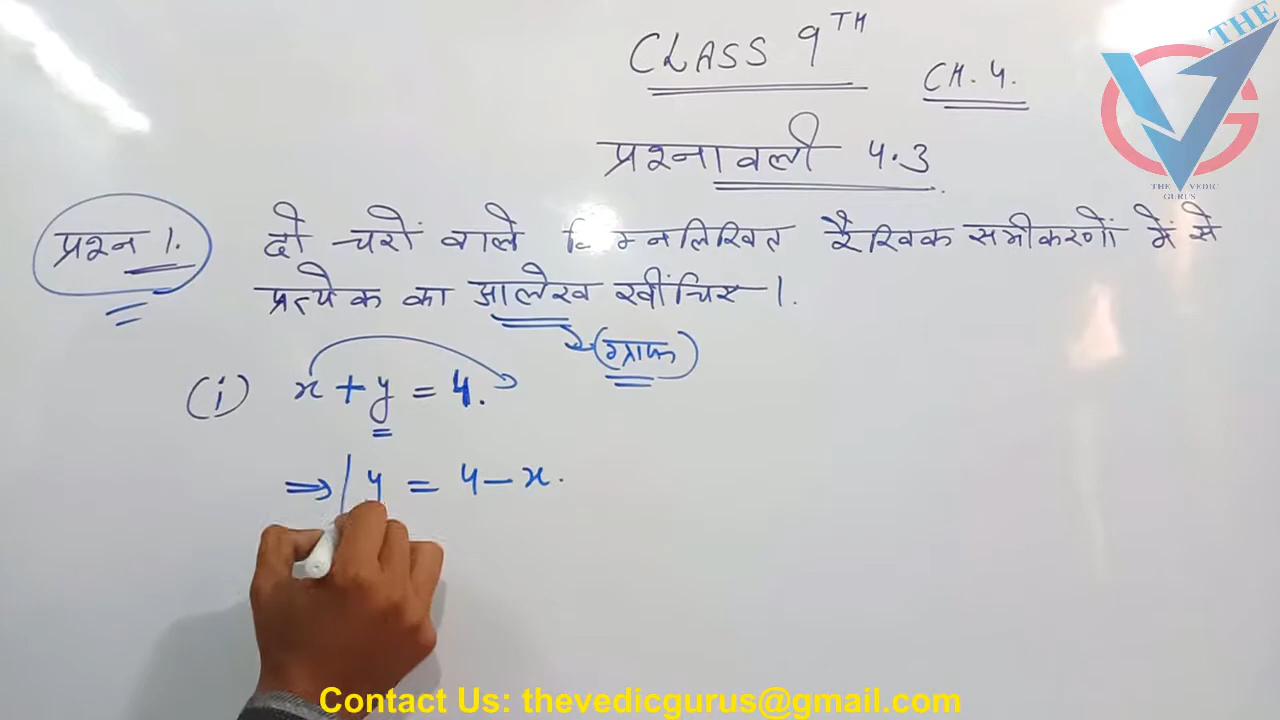 CLASS 9TH
CH. 4.
प्रश्नावली 4.3
प्रश्न 1. दो चरों वाले निम्नलिखित रैखिक समीकरणों में से
प्रत्येक का आलेख खींचिए ।.
(ग्राफ)
(i) x + y = 4.
⇒ y = 4 - x.
THE
VG
THE VEDIC
GURUS
Contact Us: thevedicgurus@gmail.com